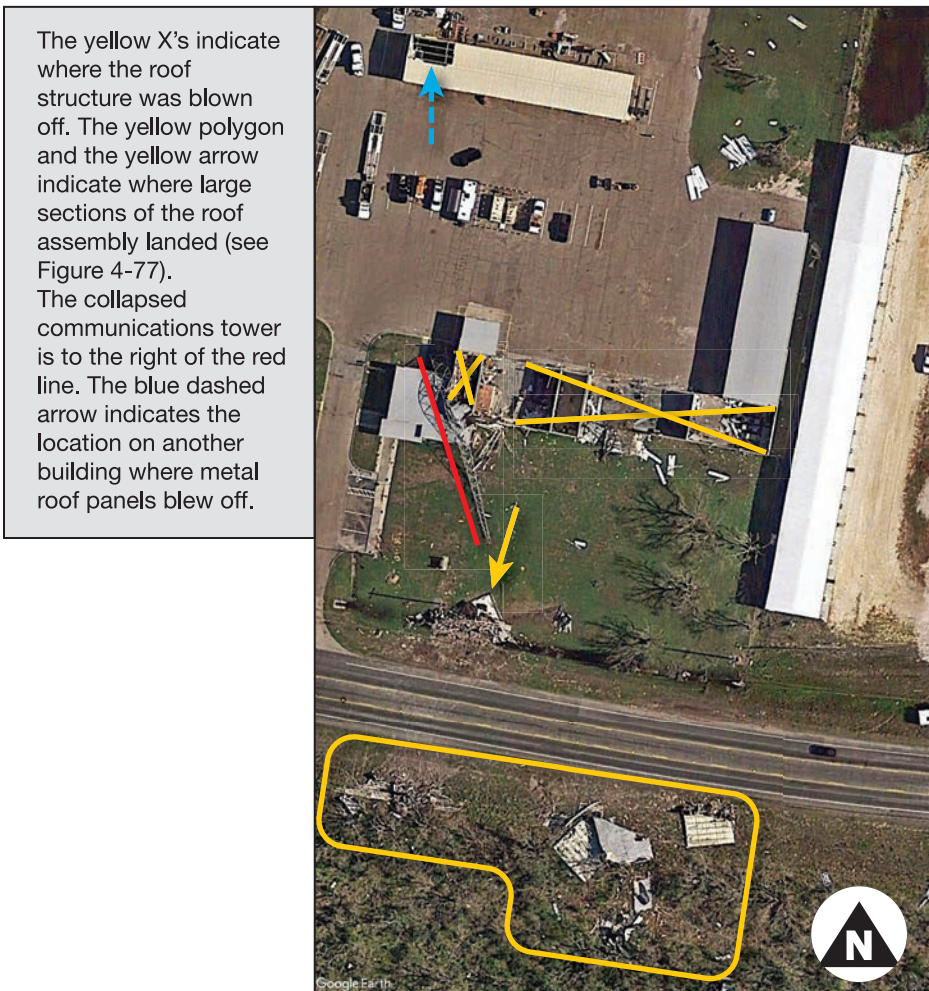 The yellow X's indicate
where the roof
structure was blown
off. The yellow polygon
and the yellow arrow
indicate where large
sections of the roof
assembly landed (see
Figure 4-77).
The collapsed
communications tower
is to the right of the red
line. The blue dashed
arrow indicates the
location on another
building where metal
roof panels blew off.
N
Google Earth